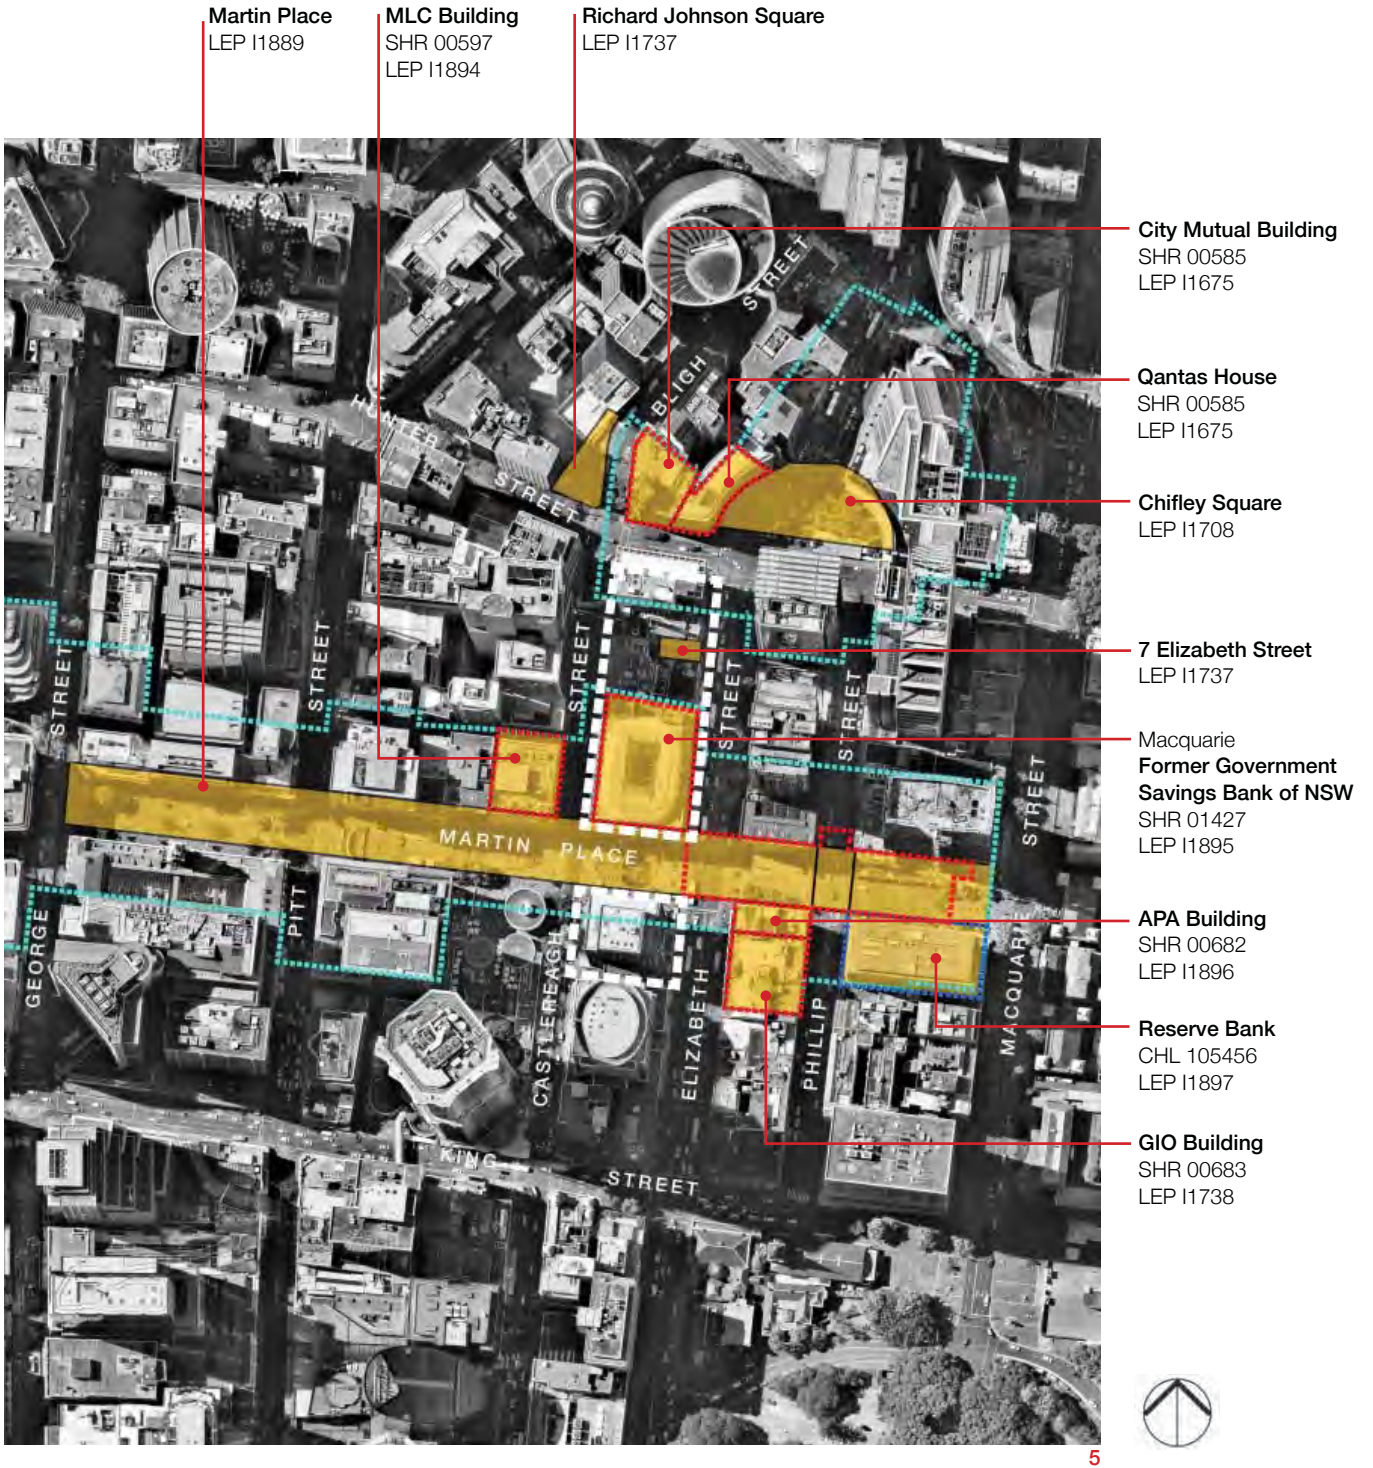 Martin Place
LEP I1889
MLC Building
SHR 00597
LEP I1894
Richard Johnson Square
LEP I1737
City Mutual Building
SHR 00585
LEP I1675
Qantas House
SHR 00585
LEP I1675
Chifley Square
LEP I1708
7 Elizabeth Street
LEP I1737
Macquarie
Former Government
Savings Bank of NSW
SHR 01427
LEP I1895
APA Building
SHR 00682
LEP I1896
Reserve Bank
CHL 105456
LEP I1897
GIO Building
SHR 00683
LEP I1738
STREET
BLIGH
HUNTER
STREET
STREET
STREET
STREET
STREET
STREET
STREET
MARTIN PLACE
GEORGE
PITT
CASTLEREAGH
ELIZABETH
PHILLIP
MACQUARIE
KING
STREET
5